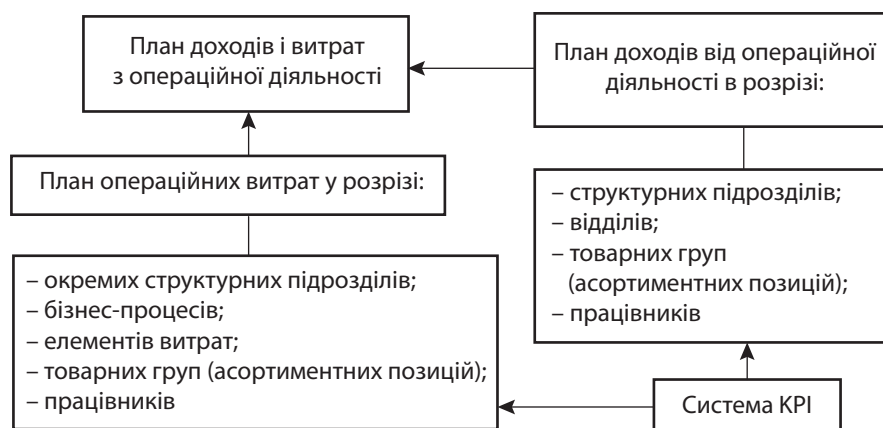 План доходів і витрат
з операційної діяльності
План доходів від операційної
діяльності в розрізі:
План операційних витрат у розрізі:
– структурних підрозділів;
– відділів;
– товарних груп
(асортиментних позицій);
– працівників
– окремих структурних підрозділів;
– бізнес-процесів;
– елементів витрат;
– товарних груп (асортиментних позицій);
– працівників
Система KPI